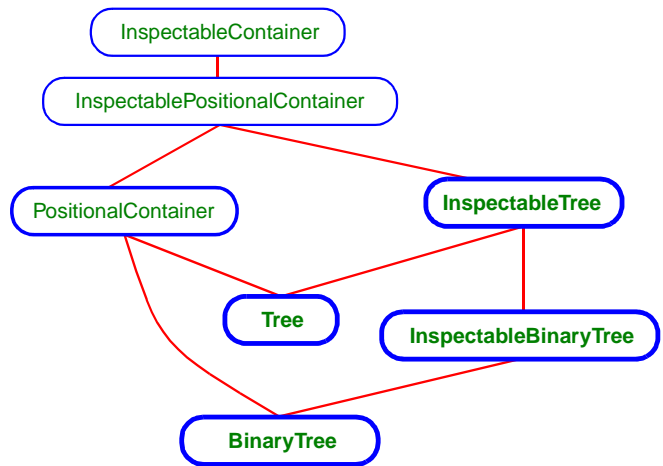 InspectableContainer
InspectablePositionalContainer
PositionalContainer
InspectableTree
Tree
InspectableBinaryTree
BinaryTree